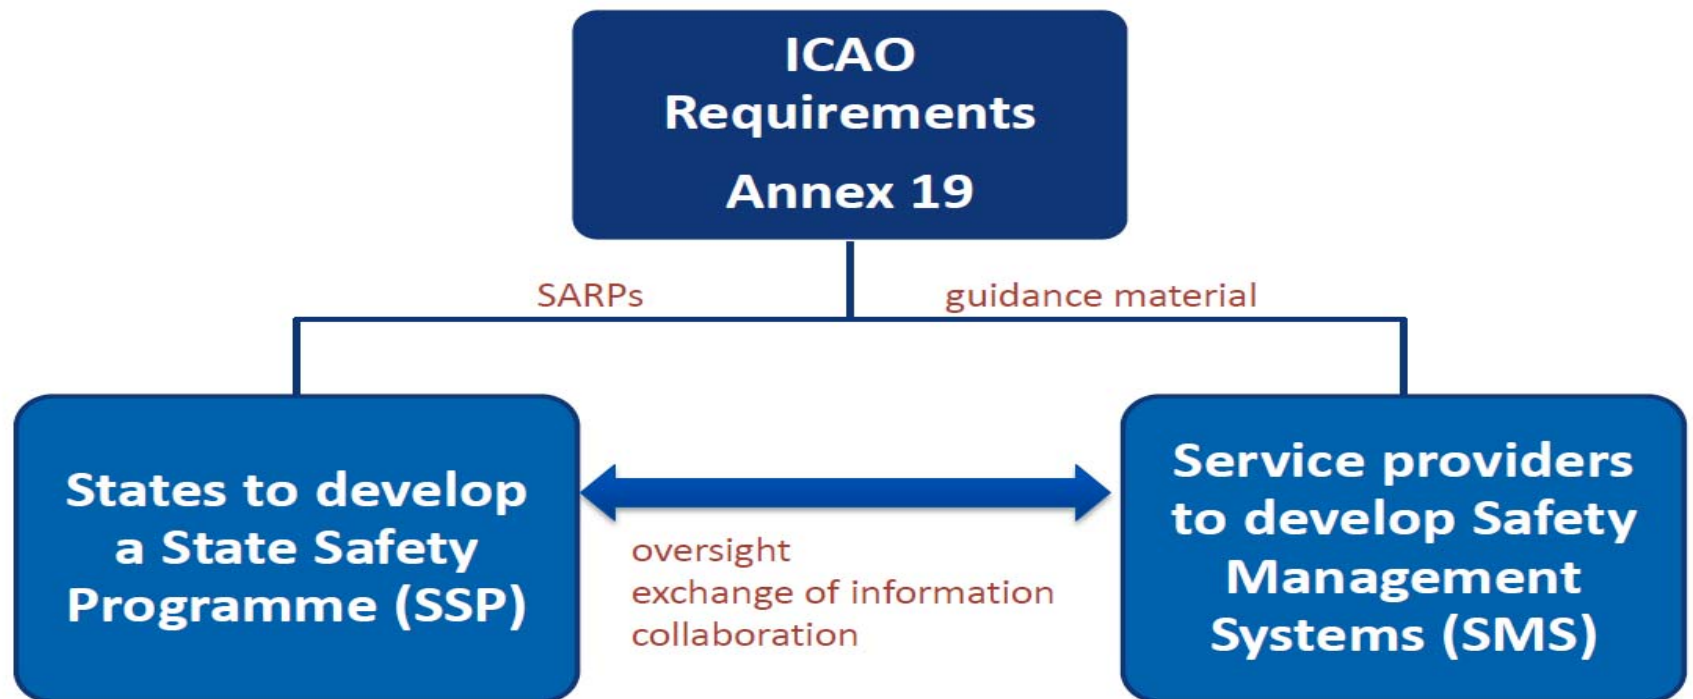 ICAO
Requirements
Annex 19
SARPs
guidance material
States to develop
a State Safety
Programme (SSP)
oversight
exchange of information
collaboration
Service providers
to develop Safety
Management
Systems (SMS)